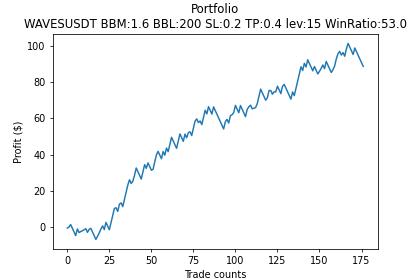 Portfolio
WAVESUSDT BBM:1.6 BBL:200 SL:0.2 TP:0.4 lev:15 WinRatio:53.0
100
80
60
40
20
0
Profit ($)
0 25 50 75 100 125 150 175
Trade counts